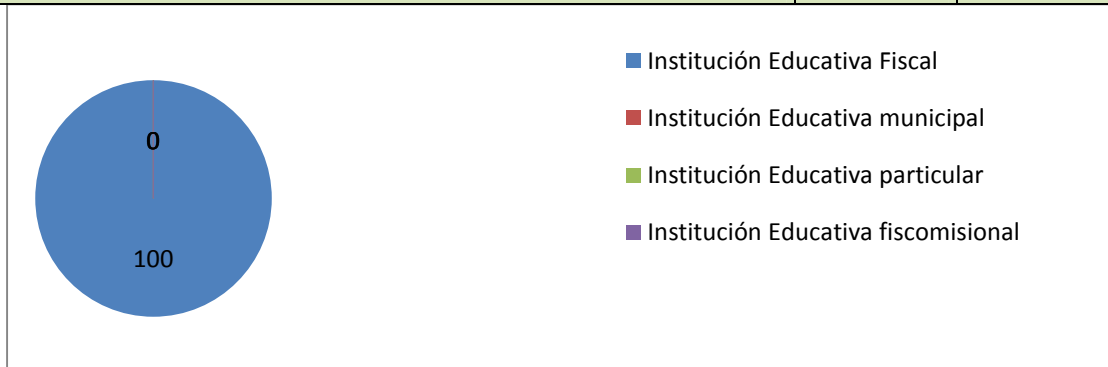 0
100
Institución Educativa Fiscal
Institución Educativa municipal
Institución Educativa particular
Institución Educativa fiscomisional